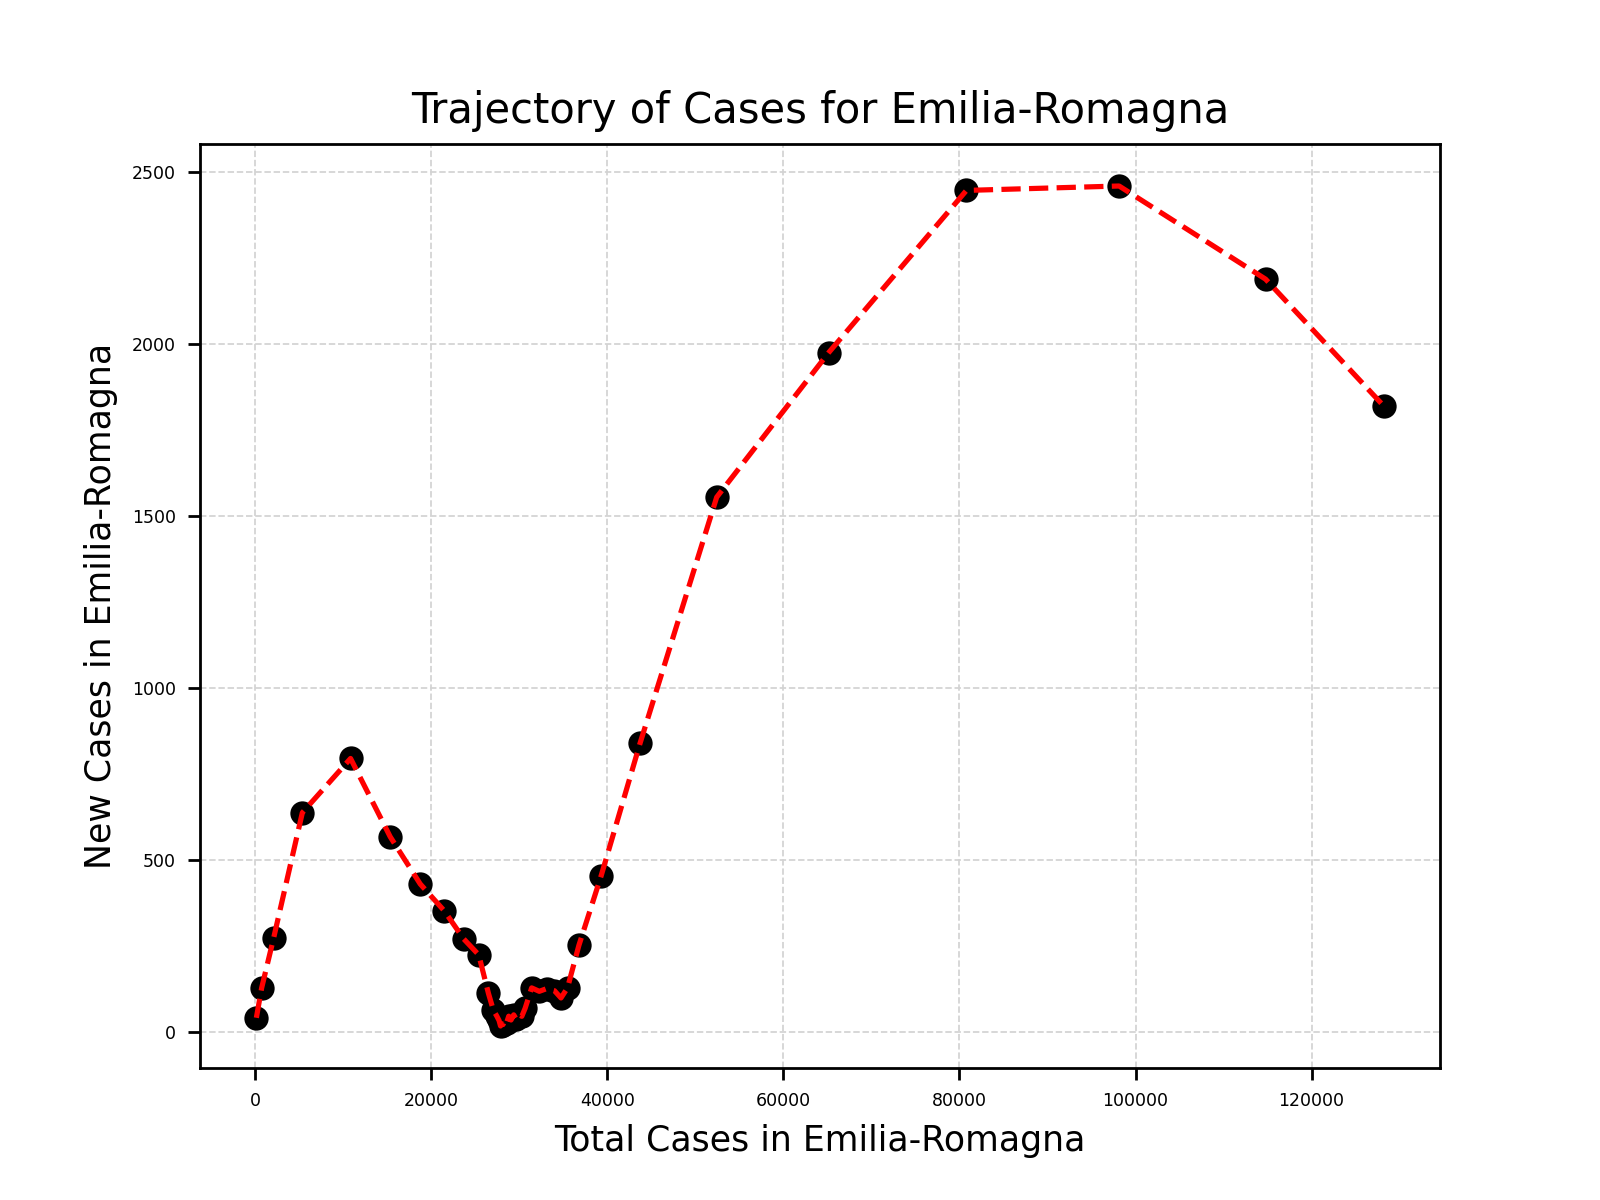 Trajectory of Cases for Emilia-Romagna
New Cases in Emilia-Romagna
2500
2000
1500
1000
500
0
0 20000 40000 60000 80000 100000 120000
Total Cases in Emilia-Romagna